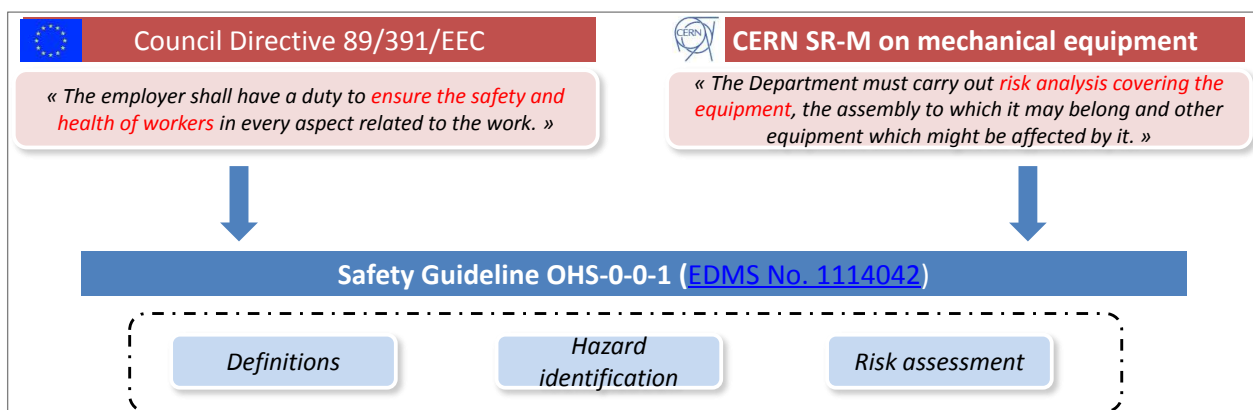 Council Directive 89/391/EEC
CERN
CERN SR-M on mechanical equipment
« The employer shall have a duty to ensure the safety and
health of workers in every aspect related to the work. »
« The Department must carry out risk analysis covering the
equipment, the assembly to which it may belong and other
equipment which might be affected by it. »
Safety Guideline OHS-0-0-1 (EDMS No. 1114042)
Definitions
Hazard
identification
Risk assessment